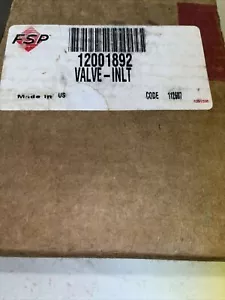 FSP
12001892
VALVE-INLT
Made in US
CODE